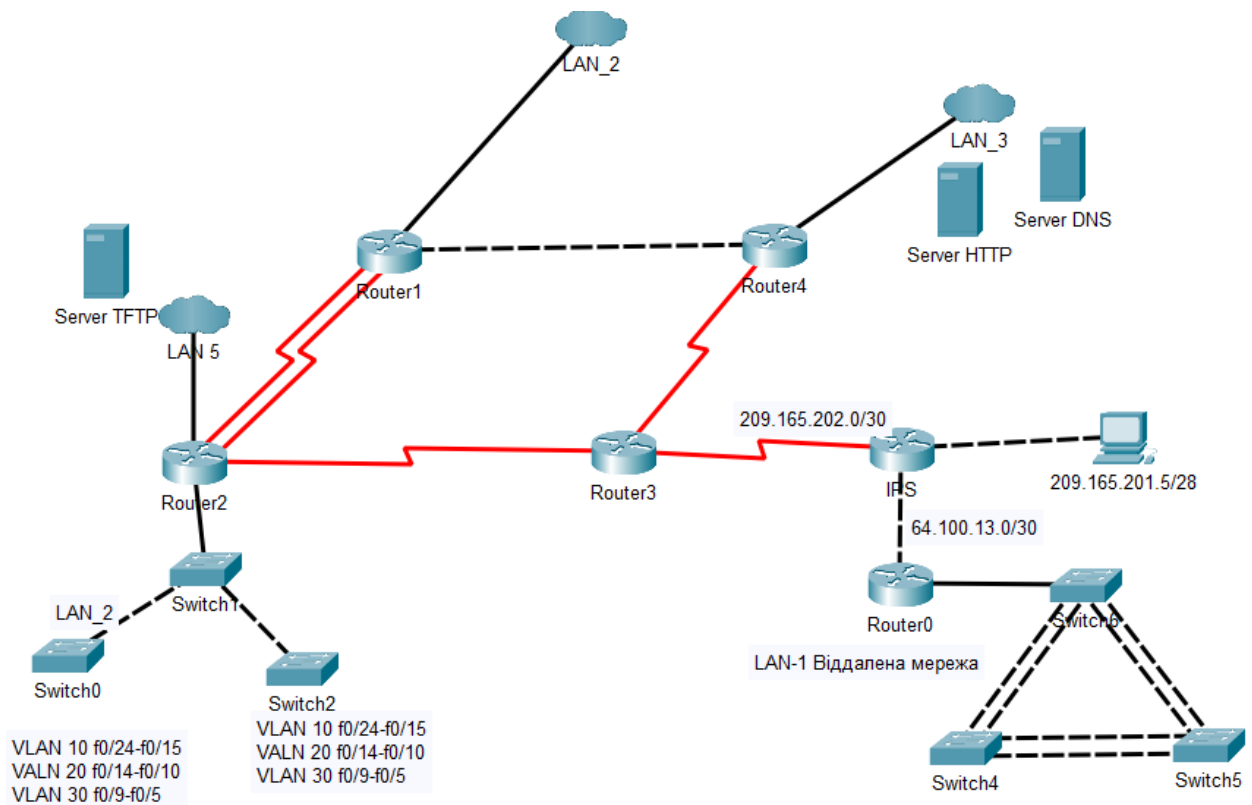 LAN_2
LAN_3
Server DNS
Server HTTP
Router1
Router4
Server TFTP
LAN 5
209.165.202.0/30
Router2
Router3
IPS
209.165.201.5/28
64.100.13.0/30
Switch1
LAN_2
Router0
Switch6
LAN-1 Віддалена мережа
Switch0
Switch2
VLAN 10 f0/24-f0/15
VALN 20 f0/14-f0/10
VLAN 30 f0/9-f0/5
VLAN 10 f0/24-f0/15
VALN 20 f0/14-f0/10
VLAN 30 f0/9-f0/5
Switch4
Switch5